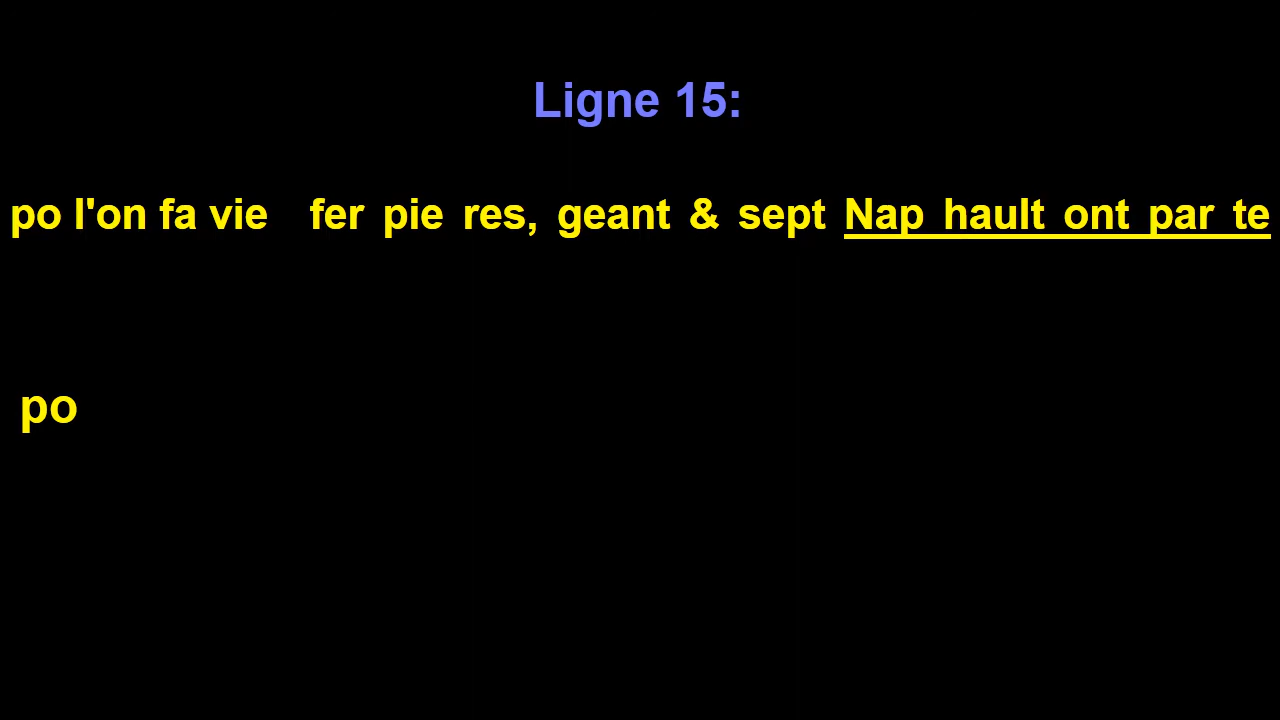 Ligne 15:
po l'on fa vie fer pie res, geant & sept Nap hault ont par te
po